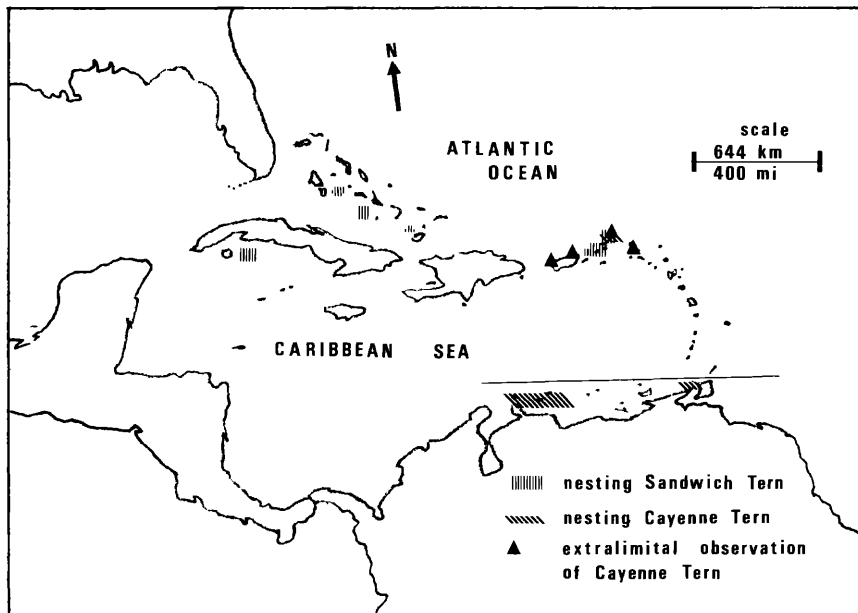 N
ATLANTIC
OCEAN
scale
644 km
400 mi
CARIBBEAN SEA
nesting Sandwich Tern
nesting Cayenne Tern
extralimital observation
of Cayenne Tern